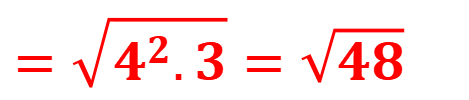 = √4². 3 = √48